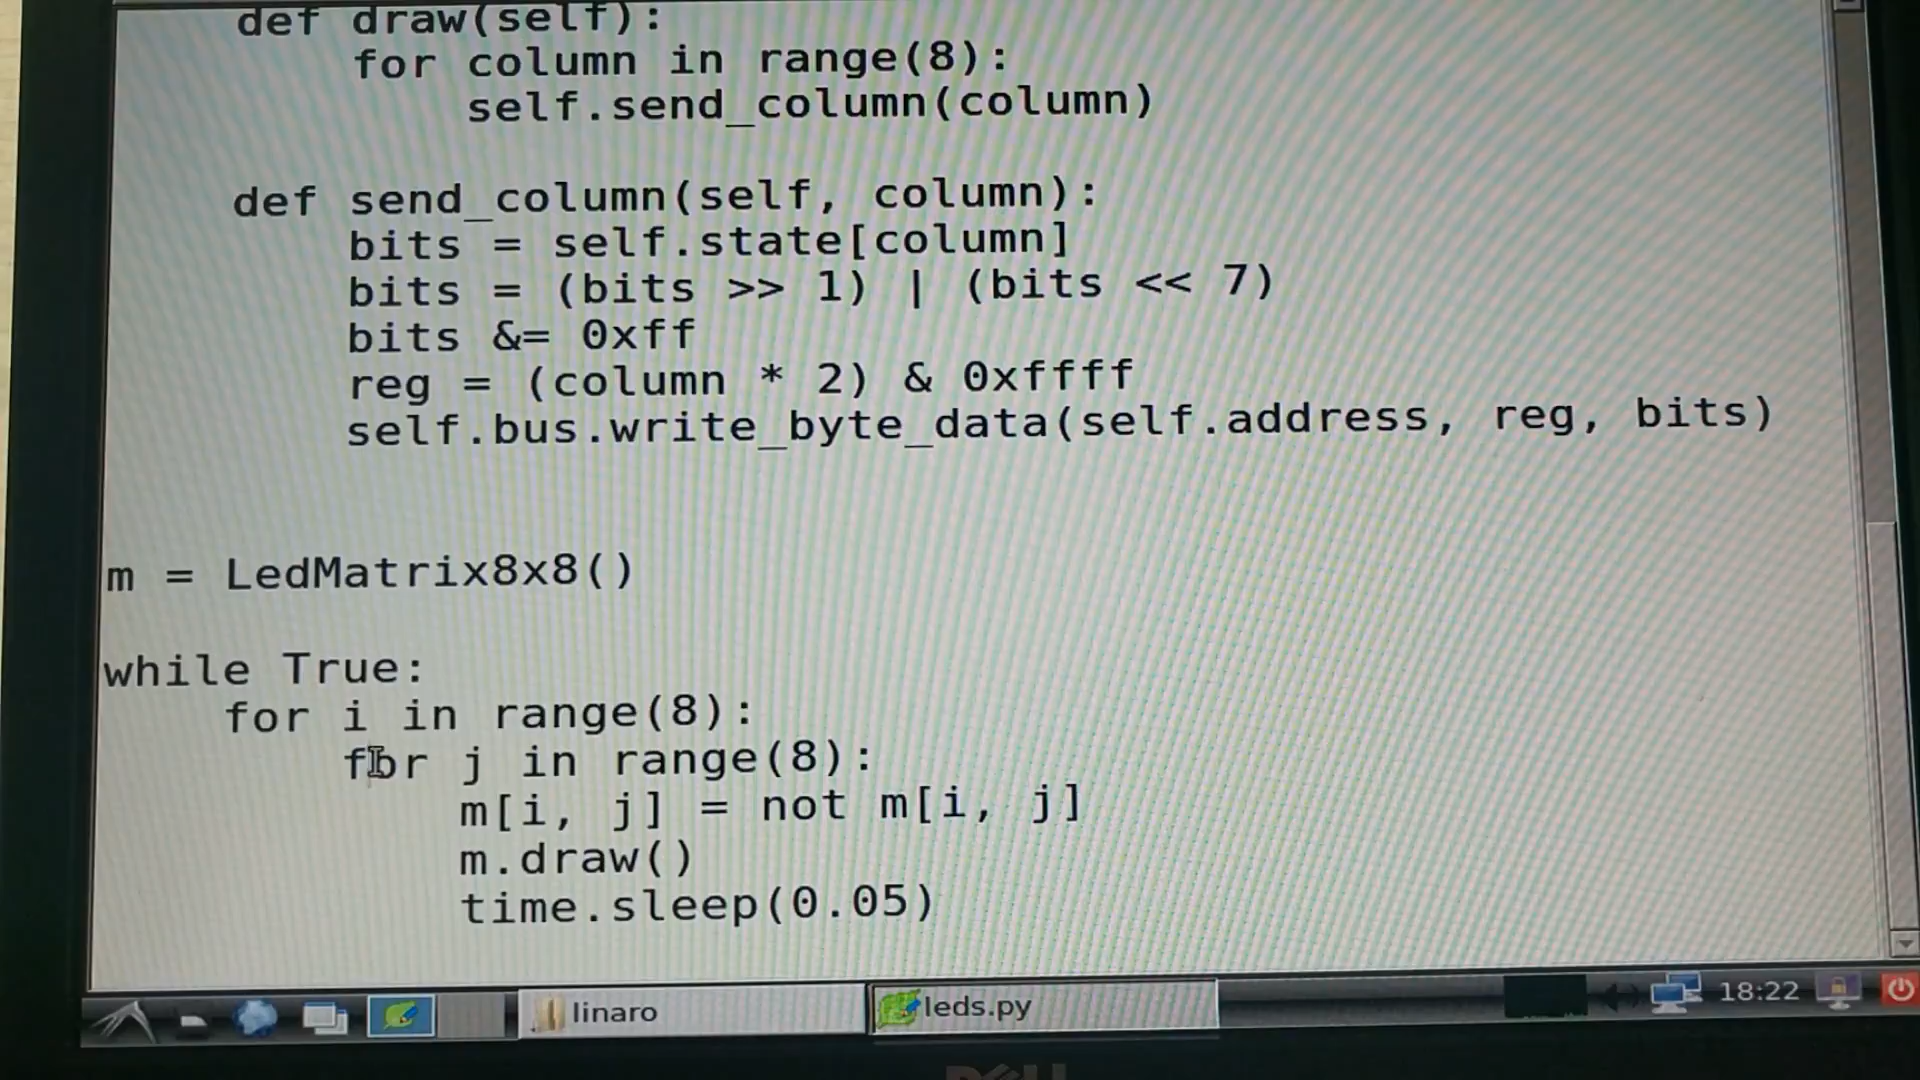 def draw(self):
for column in range(8):
self.send_column(column)
def send_column(self, column):
bits = self.state[column]
bits = (bits >> 1) | (bits << 7)
bits &= 0xff
reg = (column * 2) & 0xffff
self.bus.write_byte_data(self.address, reg, bits)
m = LedMatrix8x8()
while True:
for i in range(8):
for j in range(8):
m[i, j] = not m[i, j]
m.draw()
time.sleep(0.05)
linaro
leds.py
18:22
DELL